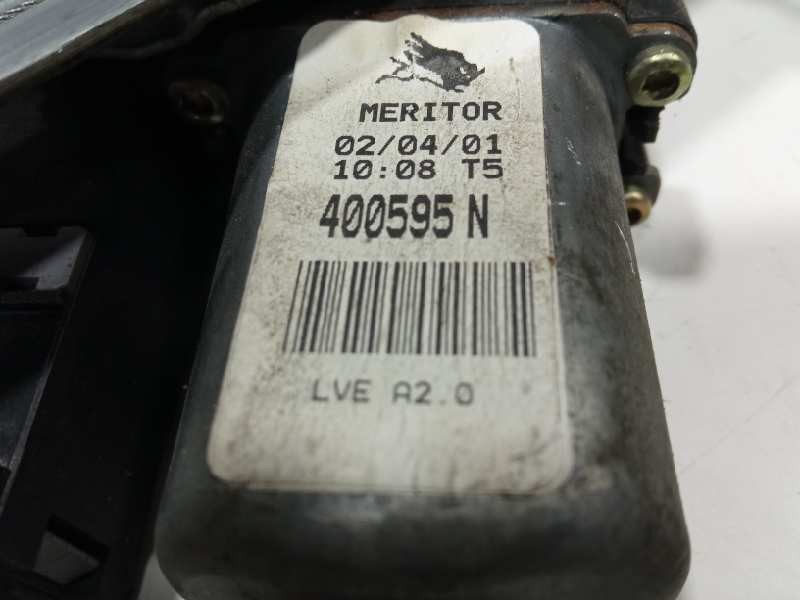 MERITOR
02/04/01
10:08 T5
400595 N
LVE A2.0